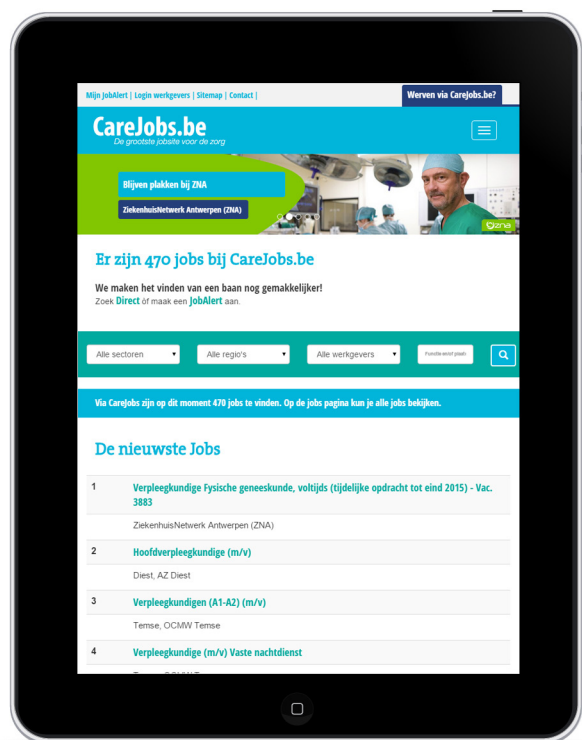 Mijn JobAlert | Login werkgevers | Sitemap | Contact |
Werven via CareJobs.be?
CareJobs.be
De grootste jobsite voor de zorg
Blijven plakken bij ZNA
ZiekenhuisNetwerk Antwerpen (ZNA)
zna
Er zijn 470 jobs bij CareJobs.be
We maken het vinden van een baan nog gemakkelijker!
Zoek Direct óf maak een JobAlert aan.
Alle sectoren
Alle regio's
Alle werkgevers
Functie en/of plaats
Via CareJobs zijn op dit moment 470 jobs te vinden. Op de jobs pagina kun je alle jobs bekijken.
De nieuwste Jobs
1 Verpleegkundige Fysische geneeskunde, voltijds (tijdelijke opdracht tot eind 2015) - Vac.
3883
ZiekenhuisNetwerk Antwerpen (ZNA)
2 Hoofdverpleegkundige (m/v)
Diest, AZ Diest
3 Verpleegkundigen (A1-A2) (m/v)
Temse, OCMW Temse
4 Verpleegkundige (m/v) Vaste nachtdienst